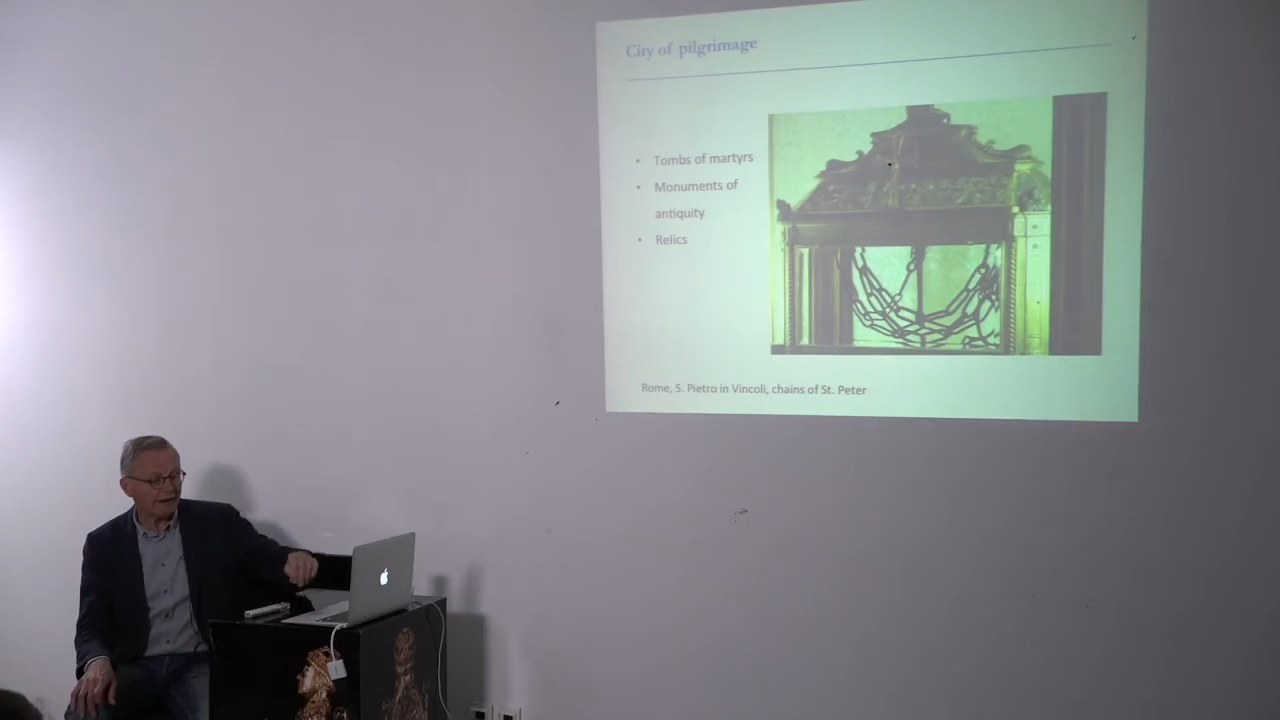 City of pilgrimage
• Tombs of martyrs
• Monuments of
antiquity
• Relics
Rome, S. Pietro in Vincoli, chains of St. Peter